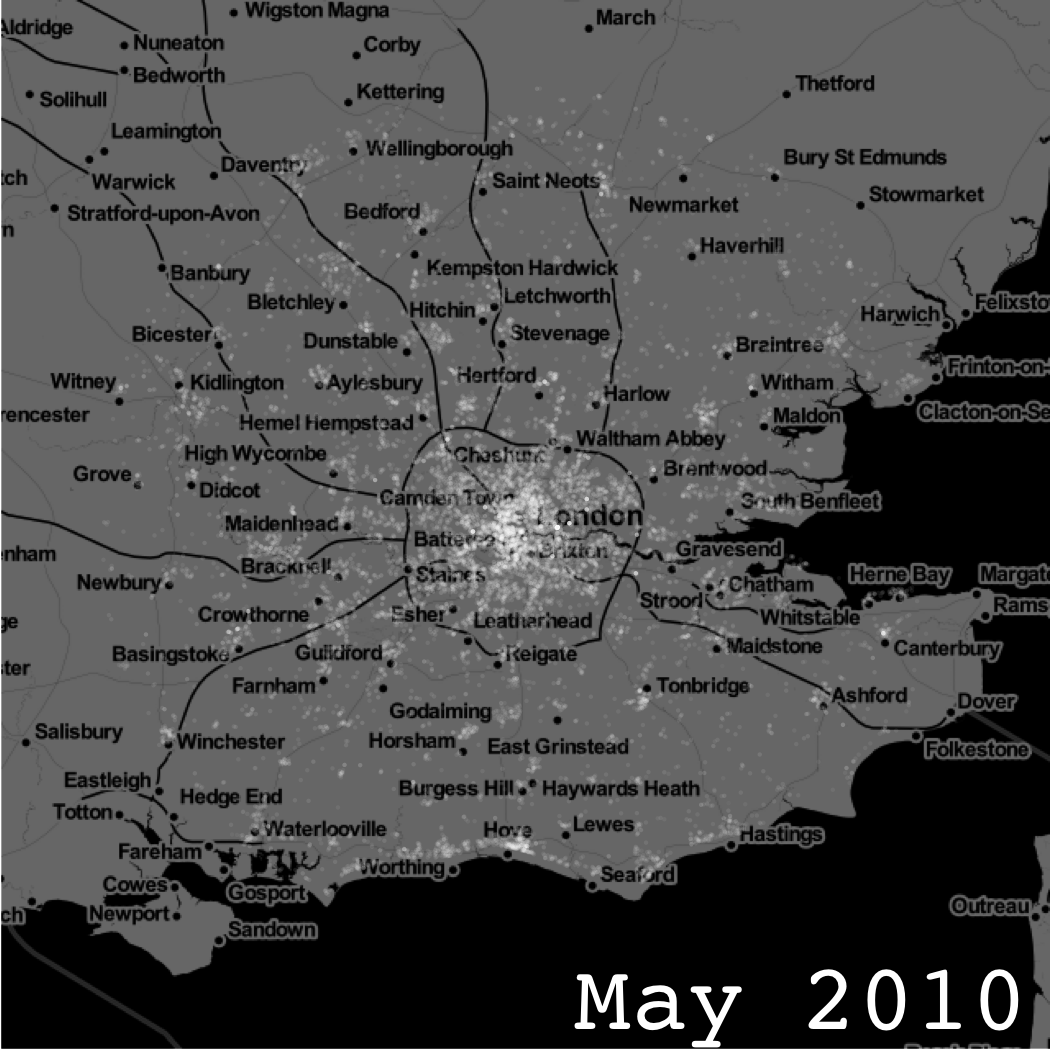 Wigston Magna
March
Aldridge
Nuneaton
Corby
Bedworth
Thetford
Solihull
Kettering
Leamington
Wellingborough
Bury St Edmunds
Daventry
tch
Warwick
Saint Neots
Stowmarket
Stratford-upon-Avon
Bedford
Newmarket
n
Haverhill
Banbury
Kempston Hardwick
Bletchley
Hitchin
Letchworth
Harwich
Felixsto
Bicester
Dunstable
Stevenage
Braintree
Witney
Kidlington
Aylesbury
Hertford
Harlow
Witham
Frinton-on-
rencester
Hemel Hempstead
Maldon
Clacton-on-Se
High Wycombe
Cheshunt
Waltham Abbey
Grove
Didcot
Camden Town
Brentwood
South Benfleet
Maidenhead
London
Battersea
Brixton
enham
Bracknell
Gravesend
Newbury
Staines
Chatham
Herne Bay
Margate
Crowthorne
Esher
Strood
Whitstable
Rams
ge
Leatherhead
Basingstoke
Guildford
Reigate
Maidstone
Canterbury
ster
Farnham
Tonbridge
Ashford
Dover
Godalming
Salisbury
Winchester
Horsham
East Grinstead
Folkestone
Eastleigh
Hedge End
Burgess Hill
Haywards Heath
Totton
Waterlooville
Hove
Lewes
Hastings
Fareham
Worthing
Seaford
Cowes
Gosport
ch
Newport
Outreau
Sandown
May 2010